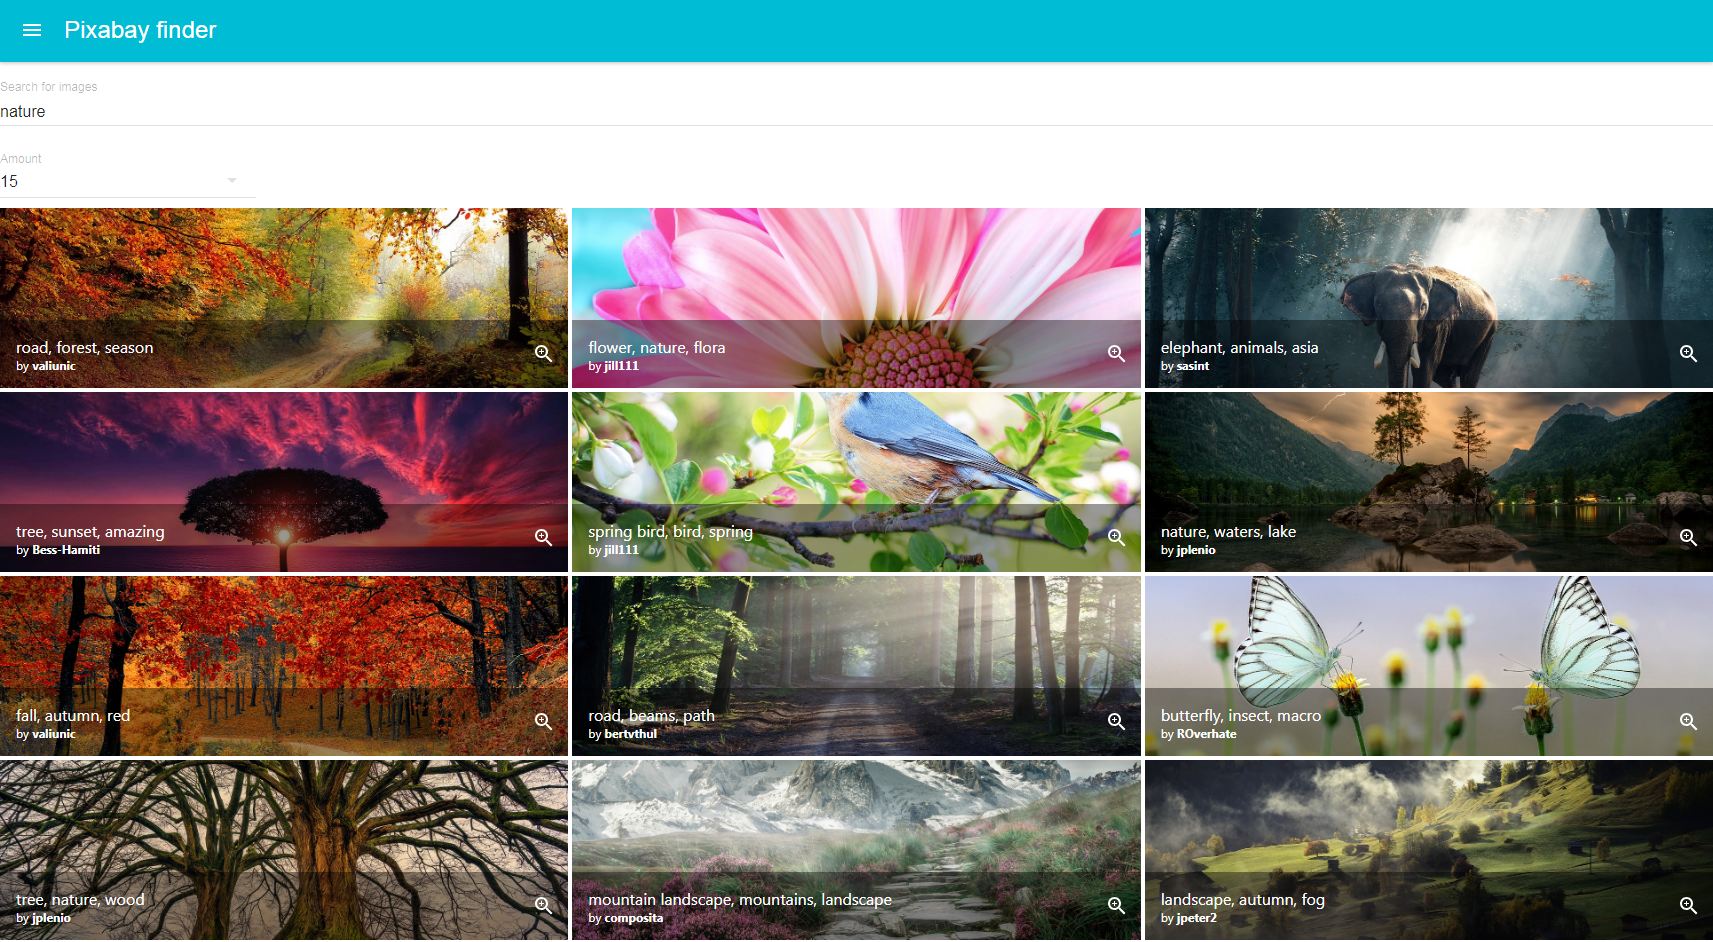 Pixabay finder
Search for images
nature
Amount
15
road, forest, season
by valiunic
flower, nature, flora
by jill111
elephant, animals, asia
by sasint
tree, sunset, amazing
by Bess-Hamiti
spring bird, bird, spring
by jill111
nature, waters, lake
by jplenio
fall, autumn, red
by valiunic
road, beams, path
by bertvthul
butterfly, insect, macro
by ROverhate
tree, nature, wood
by jplenio
mountain landscape, mountains, landscape
by composita
landscape, autumn, fog
by jpeter2